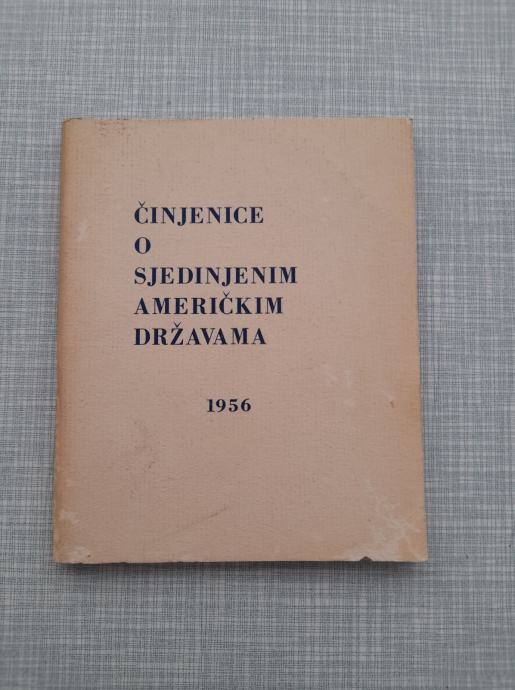 ČINJENICE
O
SJEDINJENIM
AMERIČKIM
DRŽAVAMA
1956